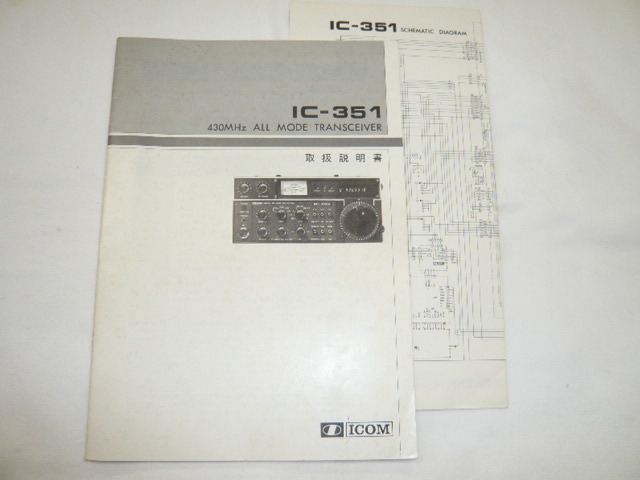 IC-351
430MHz ALL MODE TRANSCEIVER
取扱説明書
ICOM
IC-351 SCHEMATIC DIAGRAM